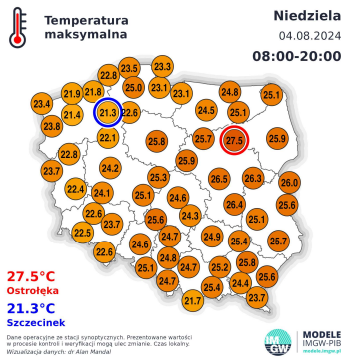 Temperatura
maksymalna
Niedziela
04.08.2024
08:00-20:00
23.5 23.3
22.8
21.9 21.8 25.0 23.1 23.1 24.8 25.1
23.4
21.4 21.3 22.6 24.5 25.1
23.8
22.1 25.8 25.7 27.5 25.9
22.8 25.9
23.7 24.2
25.3 26.5 26.3 26.0
22.4 24.1 25.1 24.6 26.4 25.6
22.6 25.6 24.3 25.1
23.7
22.5 24.6 24.7 24.9 26.4 26.7
22.6 24.8
25.1 24.7 25.2 25.8
24.7 25.6
25.4 24.4
21.7 23.7
27.5°C
Ostrołęka
21.3°C
Szczecinek
Dane operacyjne ze stacji synoptycznych. Prezentowane wartości
w procesie kontroli i weryfikacji mogą ulec zmianie. Czas lokalny.
Wizualizacja danych: dr Alan Mandal
IM
GW
MODELE
IMGW-PIB
modele.imgw.pl